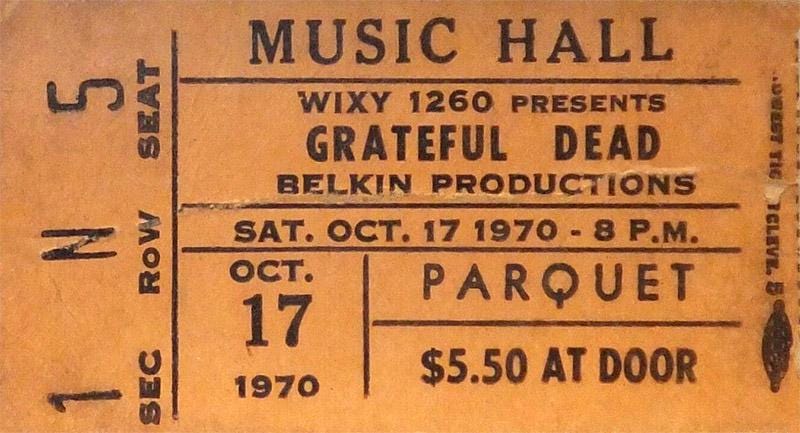 MUSIC HALL
WIXY 1260 PRESENTS
GRATEFUL DEAD
BELKIN PRODUCTIONS
SAT. OCT. 17 1970 - 8 P.M.
OCT.
17
1970
PARQUET
$5.50 AT DOOR
SEC ROW SEAT
1 N 5